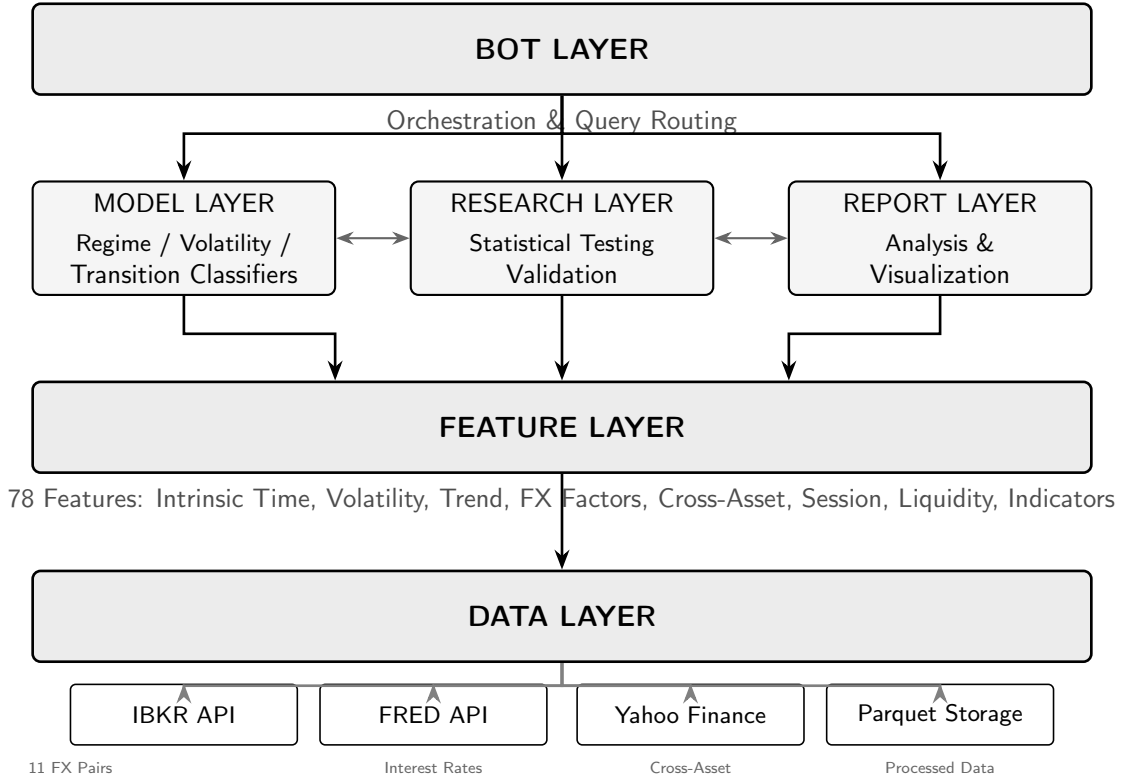 BOT LAYER
Orchestration & Query Routing
MODEL LAYER
Regime / Volatility /
Transition Classifiers
RESEARCH LAYER
Statistical Testing
Validation
REPORT LAYER
Analysis &
Visualization
FEATURE LAYER
78 Features: Intrinsic Time, Volatility, Trend, FX Factors, Cross-Asset, Session, Liquidity, Indicators
DATA LAYER
IBKR API
FRED API
Yahoo Finance
Parquet Storage
11 FX Pairs
Interest Rates
Cross-Asset
Processed Data